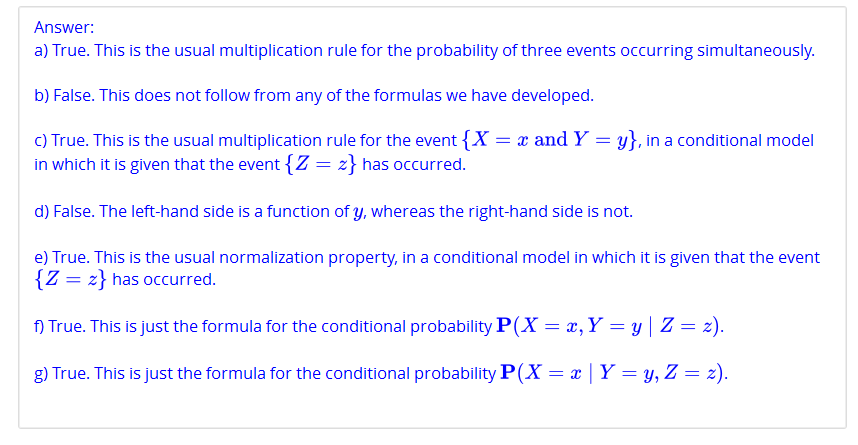 Answer:
a) True. This is the usual multiplication rule for the probability of three events occurring simultaneously.
b) False. This does not follow from any of the formulas we have developed.
c) True. This is the usual multiplication rule for the event {X = x and Y = y}, in a conditional model
in which it is given that the event {Z = z} has occurred.
d) False. The left-hand side is a function of y, whereas the right-hand side is not.
e) True. This is the usual normalization property, in a conditional model in which it is given that the event
{Z = z} has occurred.
f) True. This is just the formula for the conditional probability P(X = x, Y = y | Z = z).
g) True. This is just the formula for the conditional probability P(X = x | Y = y, Z = z).